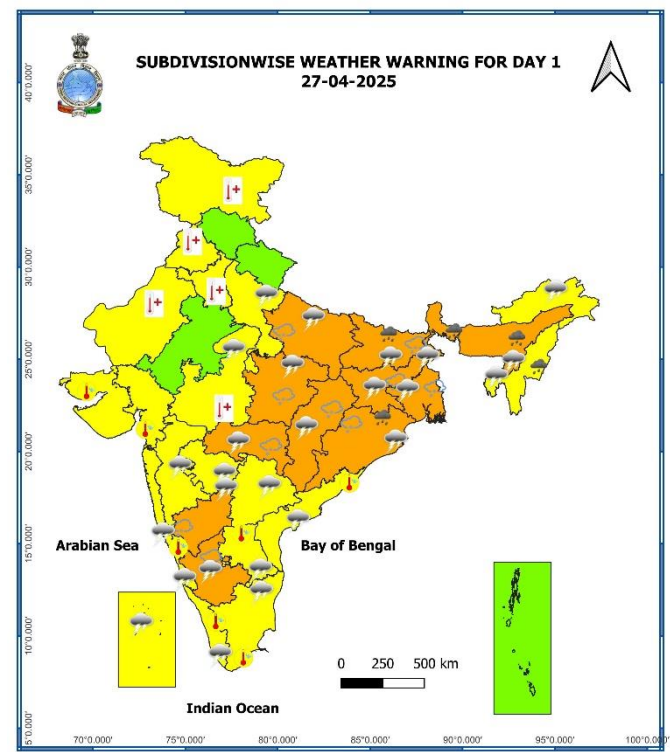 SUBDIVISIONWISE WEATHER WARNING FOR DAY 1
27-04-2025
40°0.000'
35°0.000'
30°0.000'
25°0.000'
20°0.000'
15°0.000'
10°0.000'
5°0.000'
Arabian Sea
Bay of Bengal
0 250 500 km
Indian Ocean
70°0.000' 75°0.000' 80°0.000' 85°0.000' 90°0.000' 95°0.000' 100°0.000'